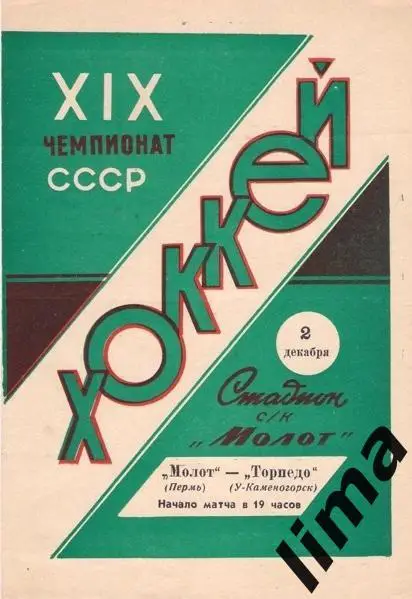 XIX
ЧЕМПИОНАТ
СССР
ХОККЕЙ
2
декабря
Стадион
с/к
„Молот"
„Молот" — „Торпедо"
(Пермь) (У-Каменогорск)
Начало матча в 19 часов
lima